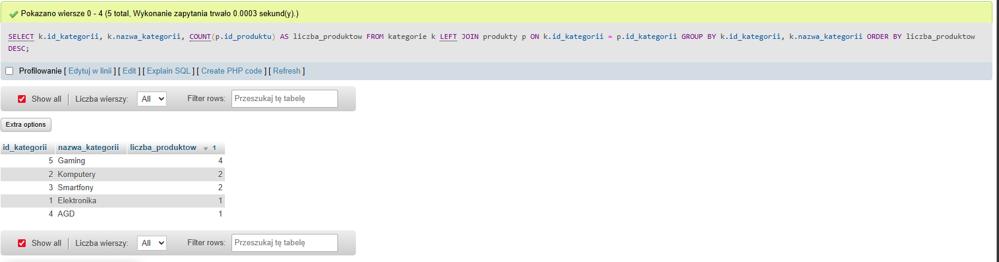 Pokazano wiersze 0 - 4 (5 total, Wykonanie zapytania trwało 0.0003 sekund(y).)
SELECT k.id_kategorii, k.nazwa_kategorii, COUNT(p.id_produktu) AS liczba_produktow FROM kategorie k LEFT JOIN produkty p ON k.id_kategorii = p.id_kategorii GROUP BY k.id_kategorii, k.nazwa_kategorii ORDER BY liczba_produktow
DESC;
Profilowanie [ Edytuj w linii ] [ Edit ] [ Explain SQL ] [ Create PHP code ] [ Refresh ]
Show all Liczba wierszy: All Filter rows: Przeszukaj tę tabelę
Extra options
id_kategorii nazwa_kategorii liczba_produktow 1
5 Gaming 4
2 Komputery 2
3 Smartfony 2
1 Elektronika 1
4 AGD 1
Show all Liczba wierszy: All Filter rows: Przeszukaj tę tabelę